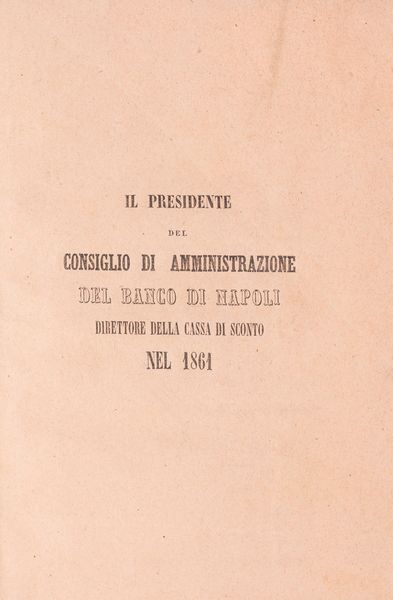 IL PRESIDENTE
DEL
CONSIGLIO DI AMMINISTRAZIONE
DEL BANCO DI NAPOLI
DIRETTORE DELLA CASSA DI SCONTO
NEL 1861